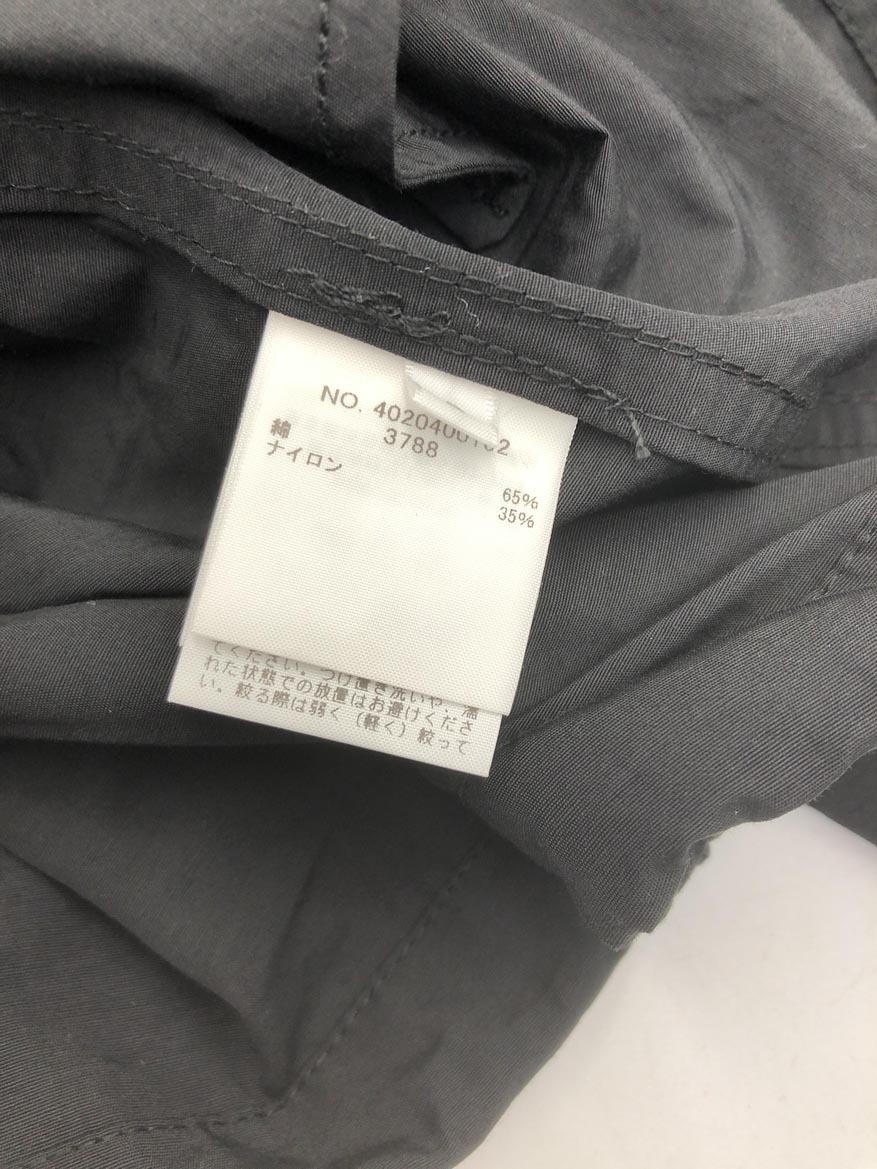 NO. 4020400102
3788
綿 65%
ナイロン 35%
てください。つけ置き洗いや、濡
れた状態での放置はお避けくださ
い。絞る際は弱く（軽く）絞って